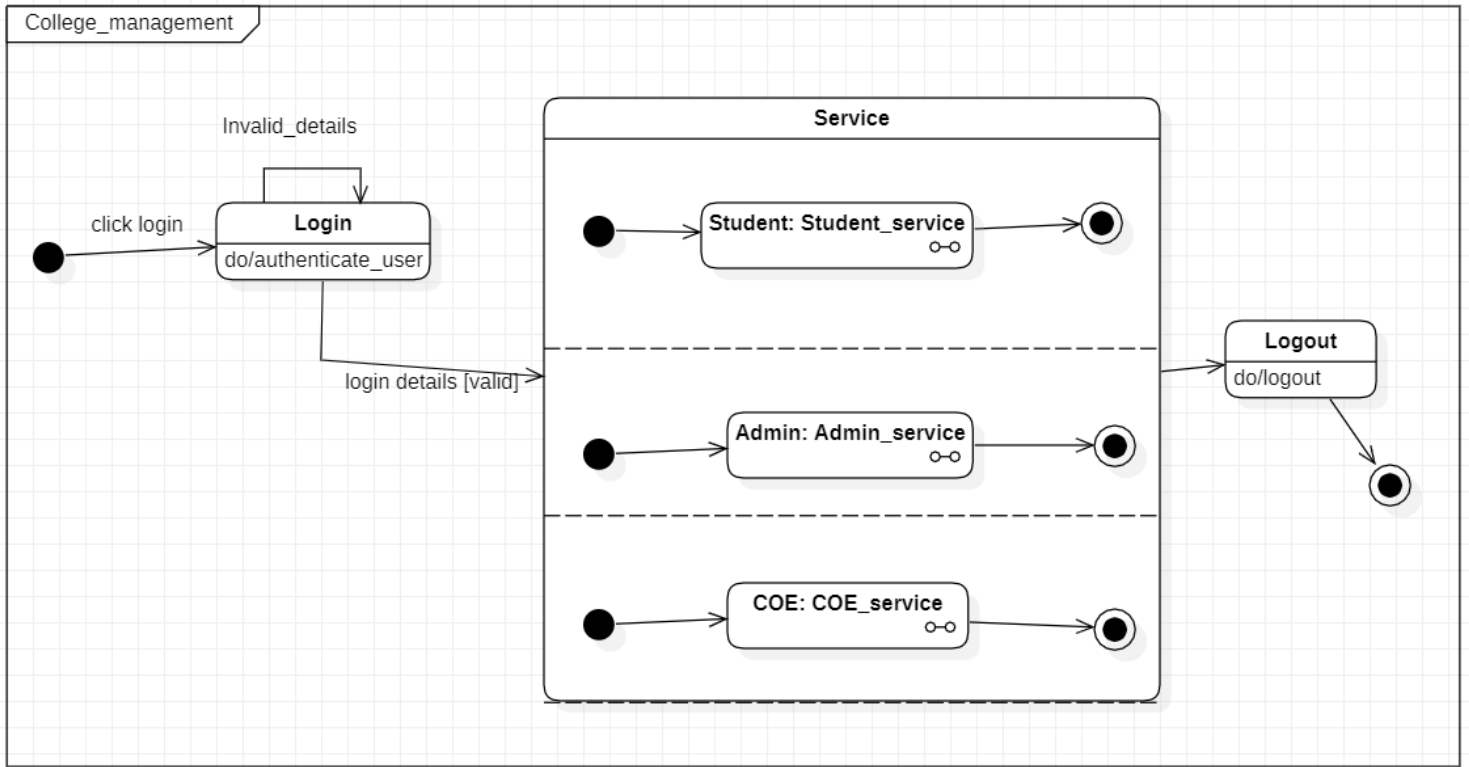 College_management
Invalid_details
click login
Login
do/authenticate_user
login details [valid]
Service
Student: Student_service
Admin: Admin_service
COE: COE_service
Logout
do/logout